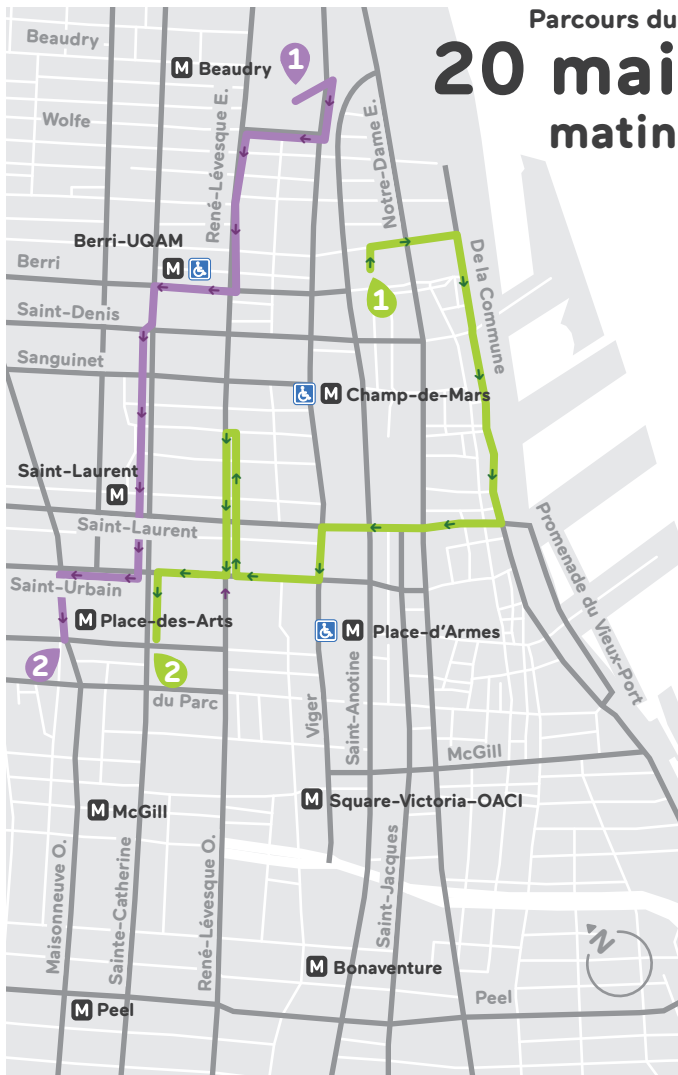 Parcours du
20 mai
matin
Beaudry
M Beaudry
1
René-Lévesque E.
Notre-Dame E.
Wolfe
Berri-UQAM
M
Berri
1
De la Commune
Saint-Denis
Sanguinet
M Champ-de-Mars
Saint-Laurent
M
Saint-Laurent
Promenade du Vieux-Port
Saint-Urbain
M Place-des-Arts
M Place-d'Armes
2
2
du Parc
Viger
Saint-Anotine
McGill
M McGill
M Square-Victoria-OACI
Maisonneuve O.
Sainte-Catherine
René-Lévesque O.
Saint-Jacques
N
M Bonaventure
M Peel
Peel